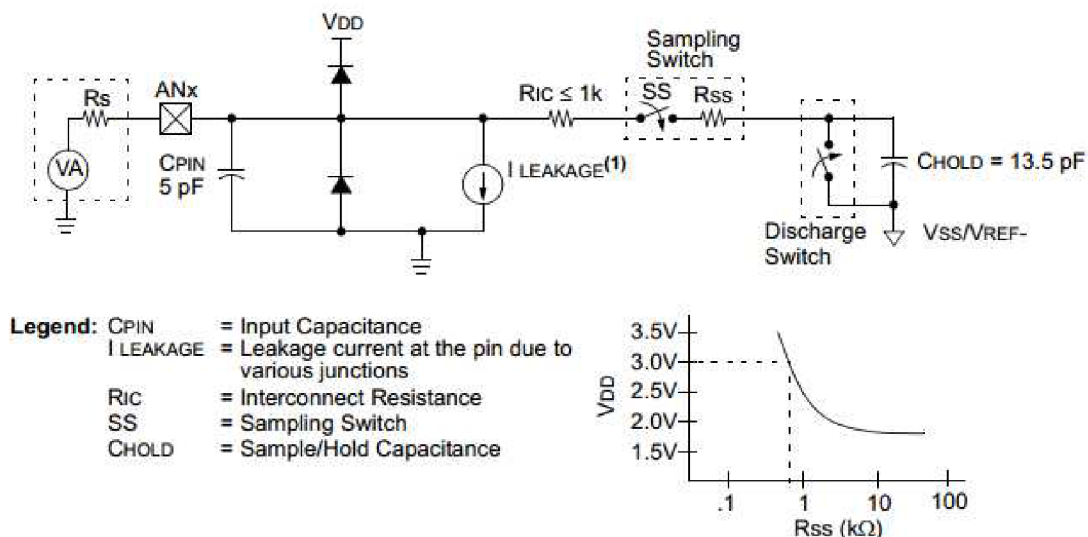 VDD
Sampling
Switch
RS
ANx
RIC ≤ 1k
SS
RSS
VA
CPIN
5 pF
I LEAKAGE(1)
CHOLD = 13.5 pF
Discharge
Switch
VSS/VREF-
Legend: CPIN = Input Capacitance
I LEAKAGE = Leakage current at the pin due to
various junctions
RIC = Interconnect Resistance
SS = Sampling Switch
CHOLD = Sample/Hold Capacitance
3.5V
3.0V
2.5V
2.0V
1.5V
VDD
.1 1 10 100
RSS (kΩ)